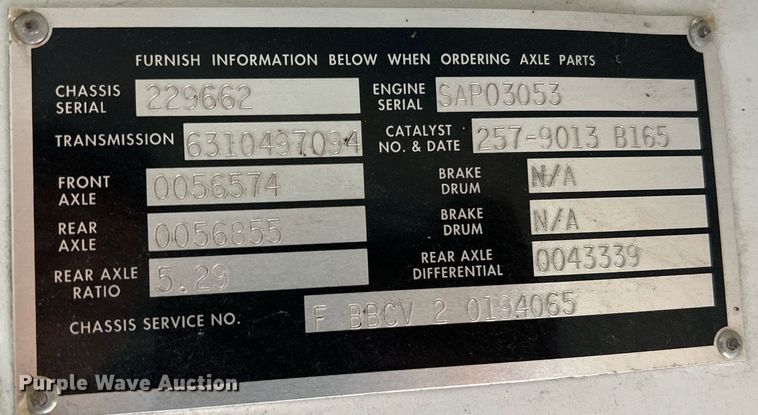 FURNISH INFORMATION BELOW WHEN ORDERING AXLE PARTS
CHASSIS SERIAL 229662 ENGINE SERIAL SAP03053
TRANSMISSION 6310497094 CATALYST NO. & DATE 257-9013 B165
FRONT AXLE 0056574 BRAKE DRUM N/A
REAR AXLE 0056855 BRAKE DRUM N/A
REAR AXLE RATIO 5.29 REAR AXLE DIFFERENTIAL 0043339
CHASSIS SERVICE NO. F BBCV 2 0194065
Purple Wave Auction